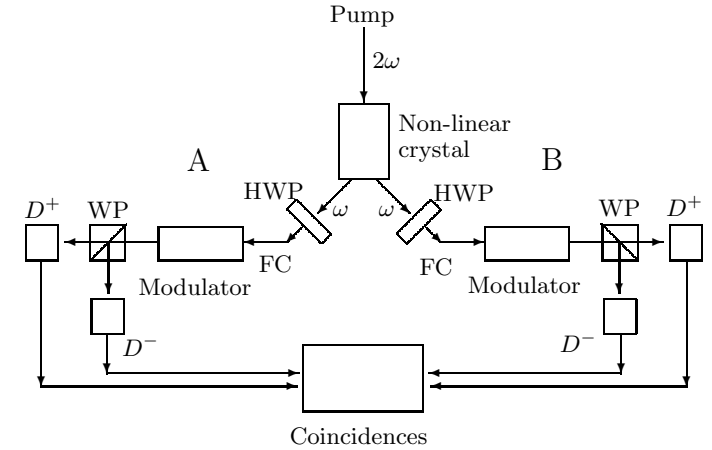 Pump
2ω
Non-linear
crystal
A
B
HWP
HWP
D⁺
WP
ω
ω
WP
D⁺
FC
FC
Modulator
Modulator
D⁻
D⁻
Coincidences